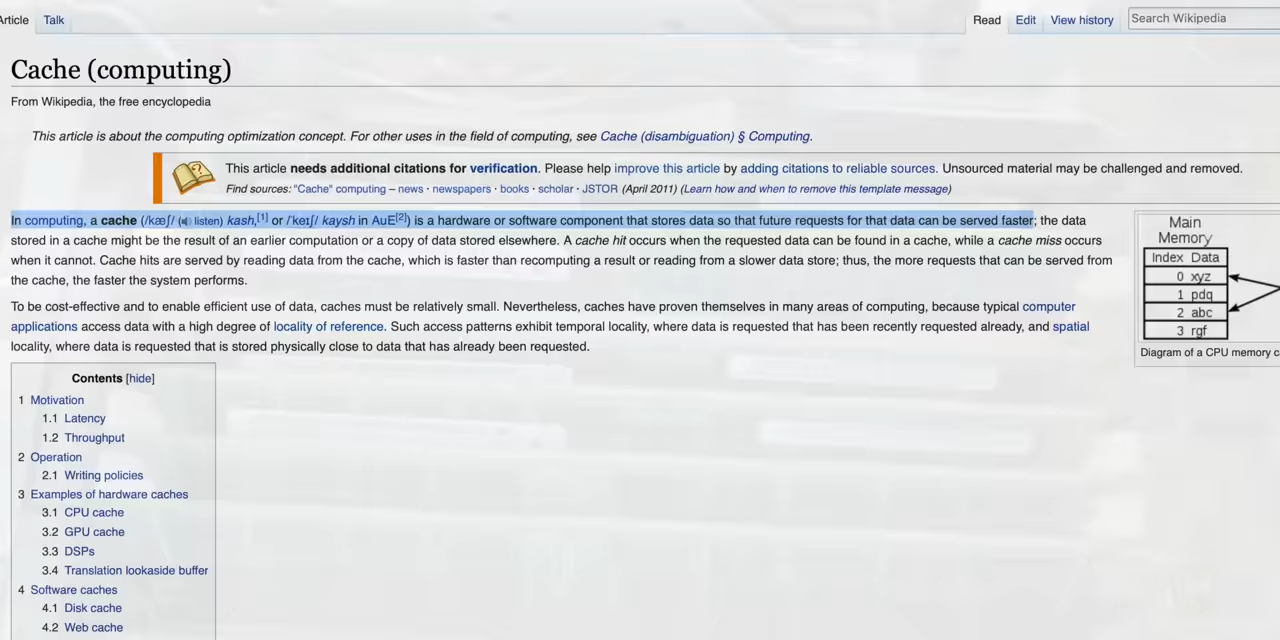 Article Talk Read Edit View history Search Wikipedia
Cache (computing)
From Wikipedia, the free encyclopedia
This article is about the computing optimization concept. For other uses in the field of computing, see Cache (disambiguation) § Computing.
This article needs additional citations for verification. Please help improve this article by adding citations to reliable sources. Unsourced material may be challenged and removed.
Find sources: "Cache" computing – news · newspapers · books · scholar · JSTOR (April 2011) (Learn how and when to remove this template message)
In computing, a cache (/kæʃ/ (listen) kash,[1] or /ˈkeɪʃ/ kaysh in AuE[2]) is a hardware or software component that stores data so that future requests for that data can be served faster; the data
stored in a cache might be the result of an earlier computation or a copy of data stored elsewhere. A cache hit occurs when the requested data can be found in a cache, while a cache miss occurs
when it cannot. Cache hits are served by reading data from the cache, which is faster than recomputing a result or reading from a slower data store; thus, the more requests that can be served from
the cache, the faster the system performs.
To be cost-effective and to enable efficient use of data, caches must be relatively small. Nevertheless, caches have proven themselves in many areas of computing, because typical computer
applications access data with a high degree of locality of reference. Such access patterns exhibit temporal locality, where data is requested that has been recently requested already, and spatial
locality, where data is requested that is stored physically close to data that has already been requested.
Main
Memory
Index Data
0 xyz
1 pdq
2 abc
3 rgf
Diagram of a CPU memory c
Contents [hide]
1 Motivation
1.1 Latency
1.2 Throughput
2 Operation
2.1 Writing policies
3 Examples of hardware caches
3.1 CPU cache
3.2 GPU cache
3.3 DSPs
3.4 Translation lookaside buffer
4 Software caches
4.1 Disk cache
4.2 Web cache